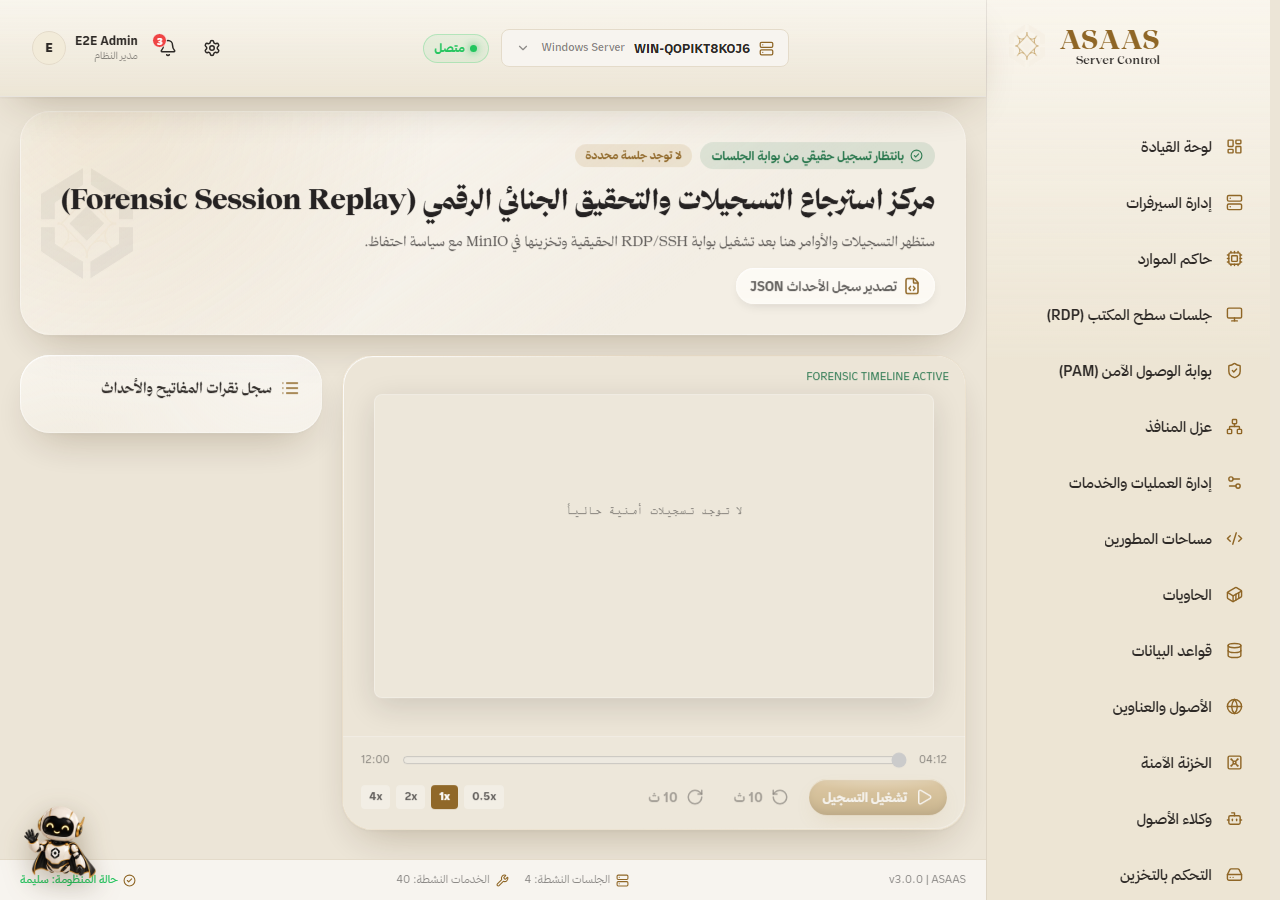 ASAAS
Server Control
لوحة القيادة
إدارة السيرفرات
حاكم الموارد
جلسات سطح المكتب (RDP)
بوابة الوصول الآمن (PAM)
عزل المنافذ
إدارة العمليات والخدمات
مساحات المطورين
الحاويات
قواعد البيانات
الأصول والعناوين
الخزنة الآمنة
وكلاء الأصول
التحكم بالتخزين
WIN-QOPIKT8KOJ6 Windows Server
متصل
3
E2E Admin
مدير النظام
E
بانتظار تسجيل حقيقي من بوابة الجلسات
لا توجد جلسة محددة
مركز استرجاع التسجيلات والتحقيق الجنائي الرقمي (Forensic Session Replay)
ستظهر التسجيلات والأوامر هنا بعد تشغيل بوابة RDP/SSH الحقيقية وتخزينها في MinIO مع سياسة احتفاظ.
تصدير سجل الأحداث JSON
FORENSIC TIMELINE ACTIVE
لا توجد تسجيلات أمنية حالياً
04:12
12:00
تشغيل التسجيل
10 ث
10 ث
0.5x
1x
2x
4x
سجل نقرات المفاتيح والأحداث
v3.0.0 | ASAAS
الجلسات النشطة: 4
الخدمات النشطة: 40
حالة المنظومة: سليمة